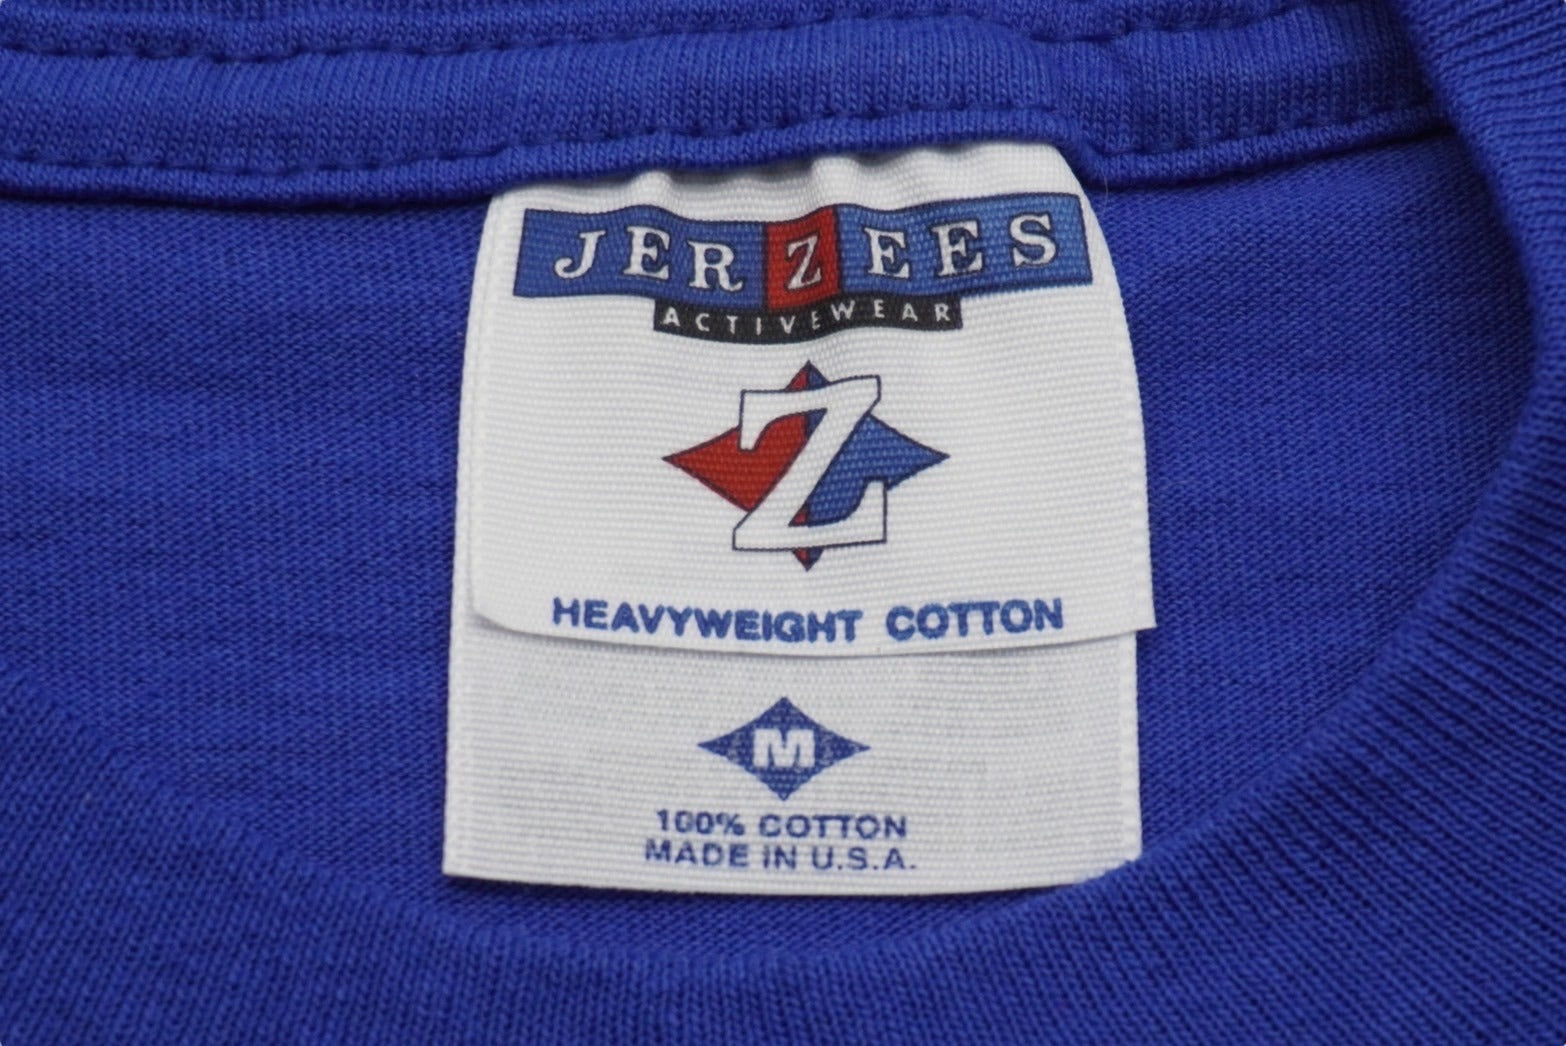 JERZEES
ACTIVEWEAR
Z
HEAVYWEIGHT COTTON
M
100% COTTON
MADE IN U.S.A.